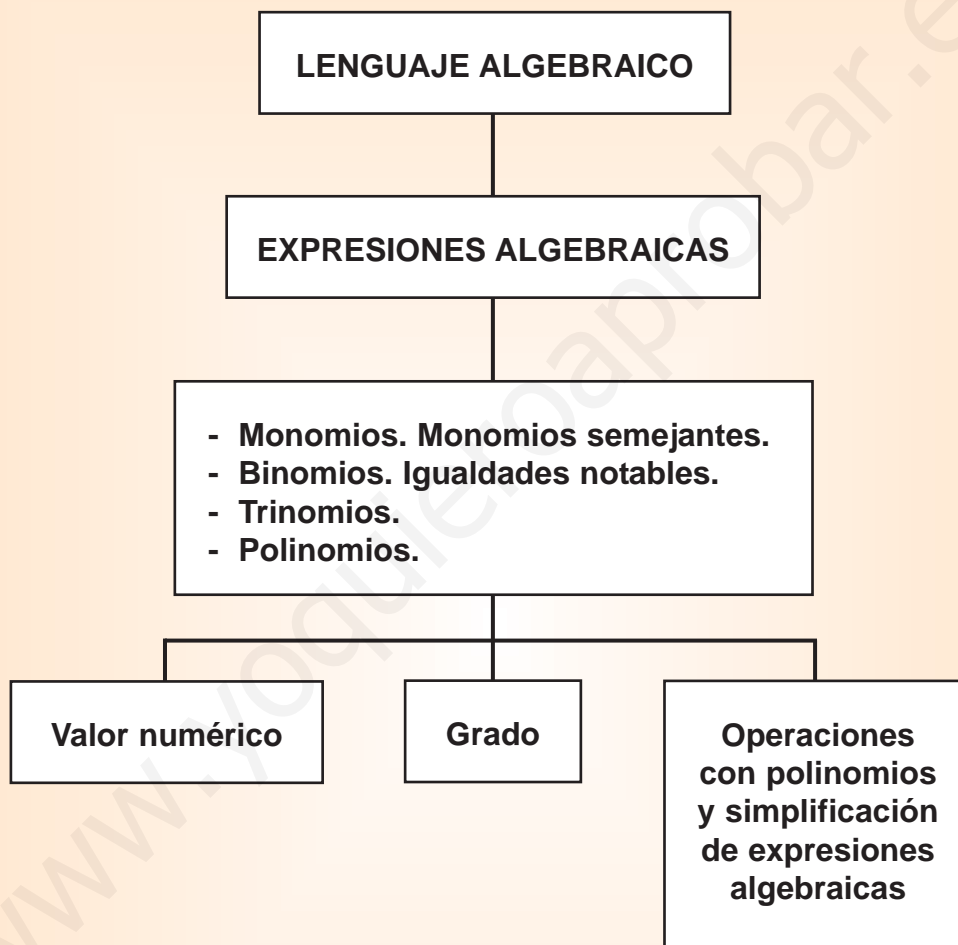 LENGUAJE ALGEBRAICO
EXPRESIONES ALGEBRAICAS
- Monomios. Monomios semejantes.
- Binomios. Igualdades notables.
- Trinomios.
- Polinomios.
Valor numérico
Grado
Operaciones
con polinomios
y simplificación
de expresiones
algebraicas
www.yoquieroaprobar.e